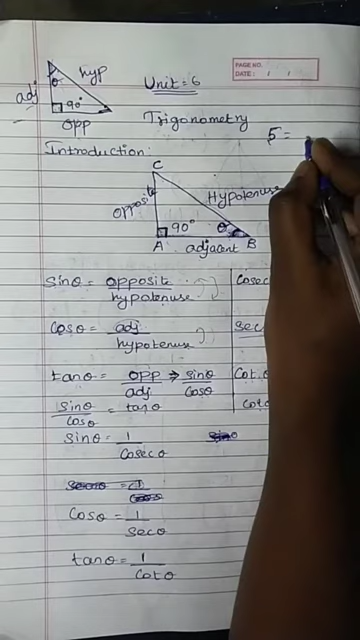 PAGE NO.
DATE : / /
adj θ hyp
90°
opp
Unit:6
Trigonometry
5 =
Introduction:
C
opposite
Hypotenuse
90° θ
A adjacent B
sinθ = opposite / hypotenuse
cosec
cosθ = adj / hypotenuse
sec
tanθ = opp / adj ⇒ sinθ / cosθ
cot
sinθ / cosθ = tanθ
cot
sinθ = 1 / cosecθ
cosθ = 1 / secθ
tanθ = 1 / cotθ